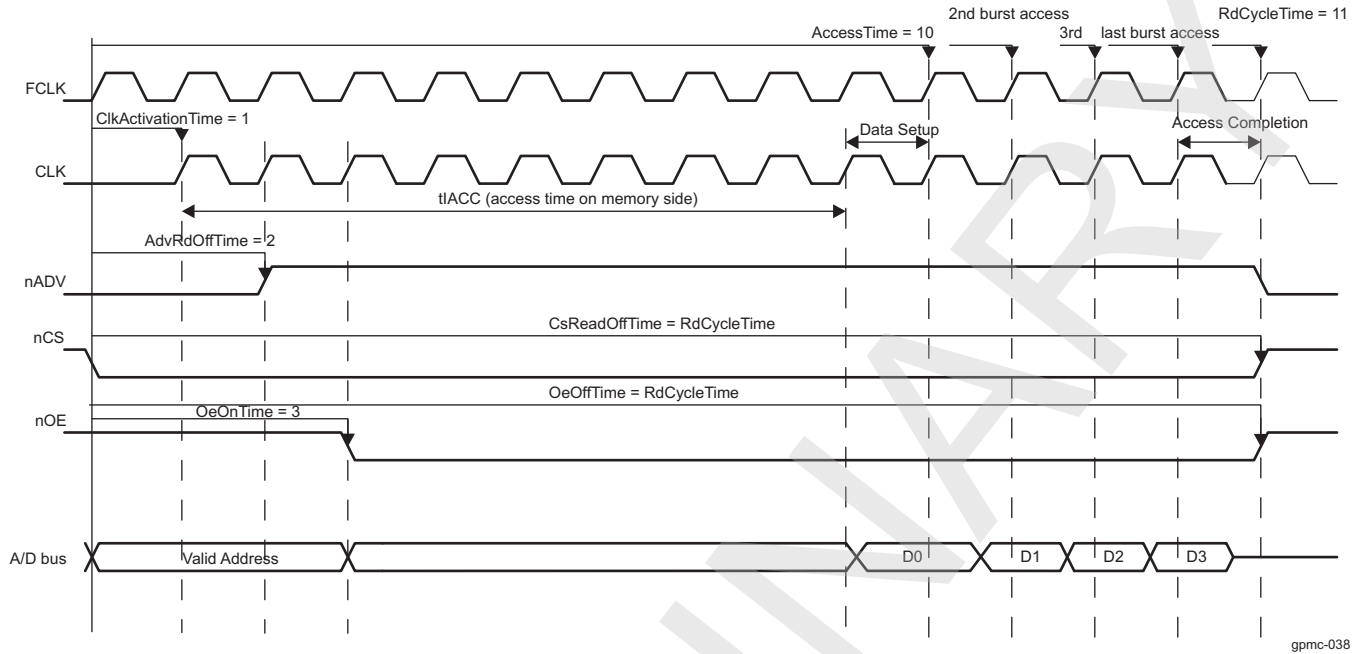 2nd burst access
RdCycleTime = 11
AccessTime = 10
3rd
last burst access
FCLK
ClkActivationTime = 1
Data Setup
Access Completion
CLK
tIACC (access time on memory side)
AdvRdOffTime = 2
nADV
CsReadOffTime = RdCycleTime
nCS
OeOffTime = RdCycleTime
OeOnTime = 3
nOE
A/D bus
Valid Address
D0
D1
D2
D3
gpmc-038